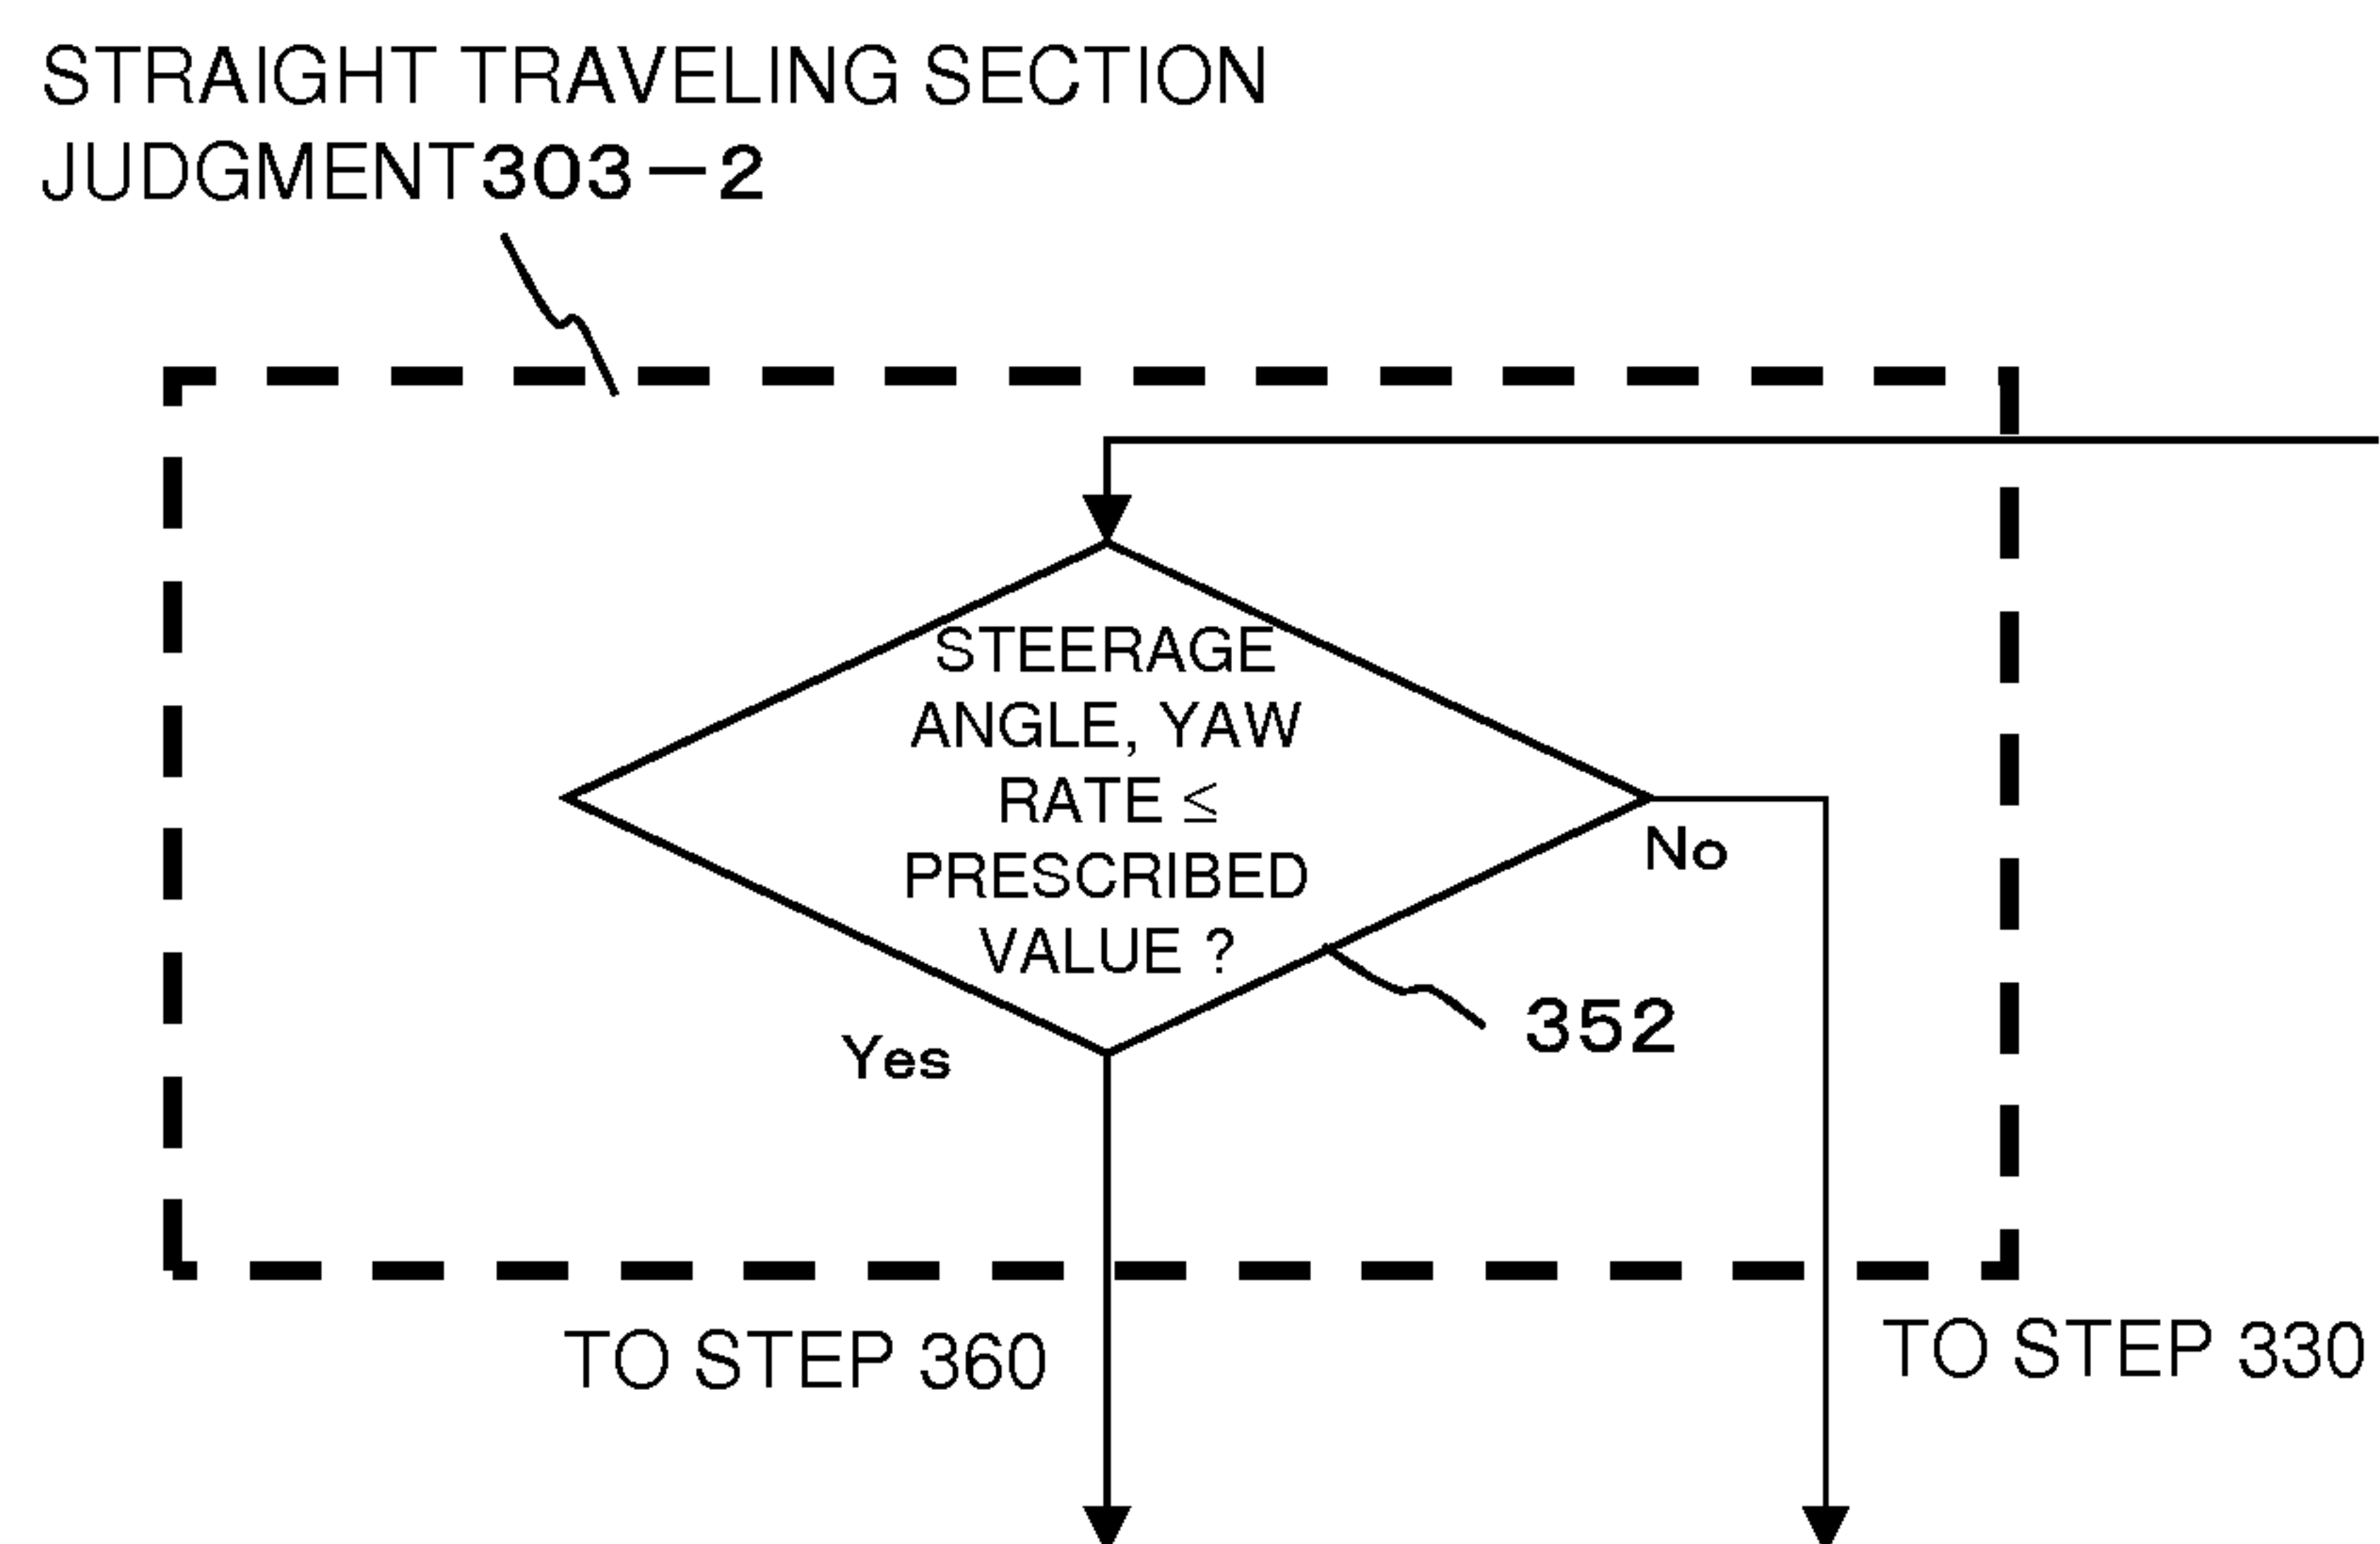 STRAIGHT TRAVELING SECTION
JUDGMENT303-2
STEERAGE
ANGLE, YAW
RATE ≤
PRESCRIBED
VALUE ?
No
352
Yes
TO STEP 360
TO STEP 330